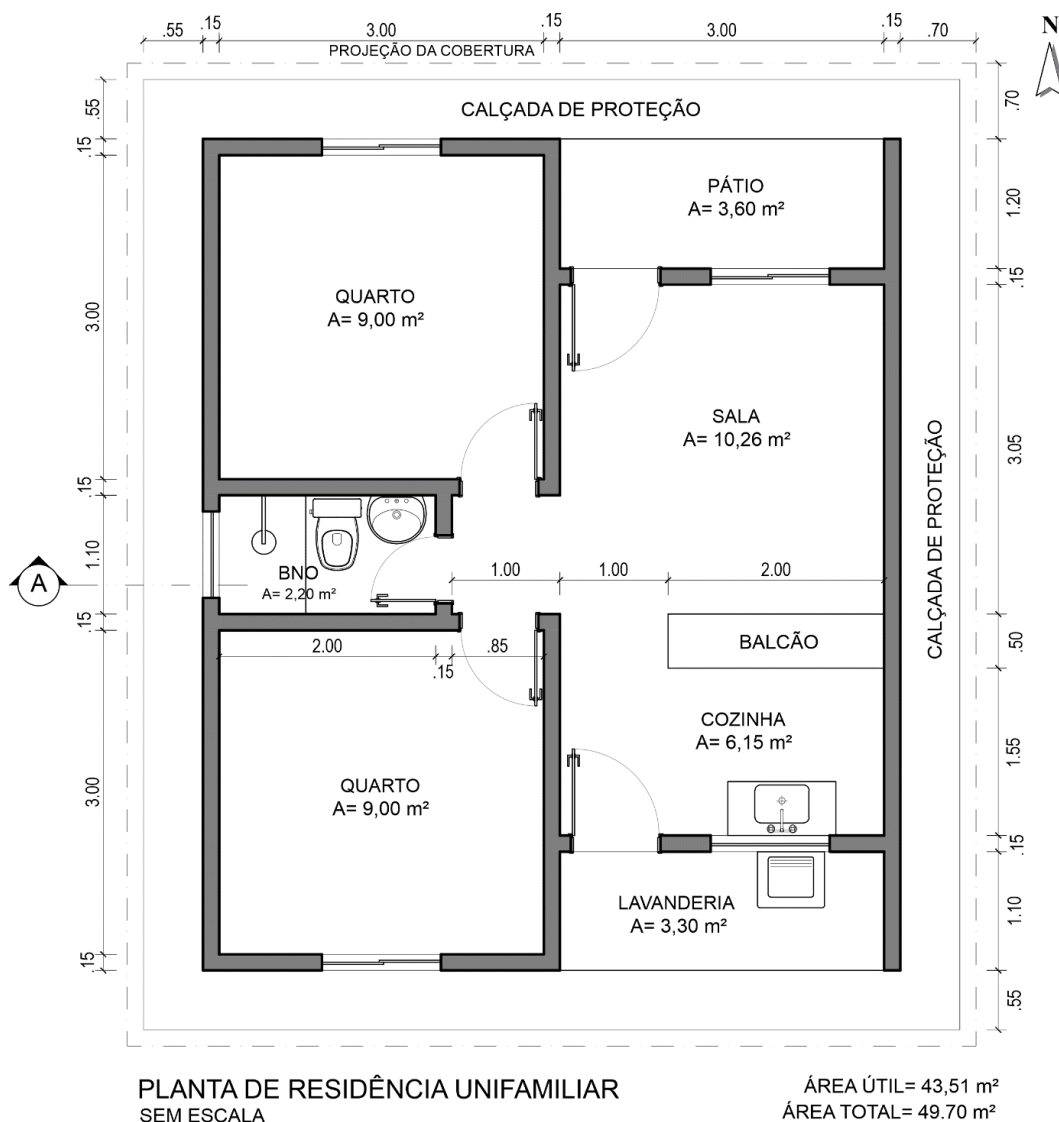 .55 .15 3.00 .15 3.00 .15 .70
N
PROJEÇÃO DA COBERTURA
CALÇADA DE PROTEÇÃO
.55
.15
3.00
.15
1.10
.15
3.00
.15
.70
1.20
.15
3.05
.50
1.55
.15
1.10
.55
PÁTIO
A= 3,60 m²
QUARTO
A= 9,00 m²
SALA
A= 10,26 m²
CALÇADA DE PROTEÇÃO
A
BNO
A= 2,20 m²
1.00 1.00 2.00
2.00 .15 .85
BALCÃO
COZINHA
A= 6,15 m²
QUARTO
A= 9,00 m²
LAVANDERIA
A= 3,30 m²
PLANTA DE RESIDÊNCIA UNIFAMILIAR
SEM ESCALA
ÁREA ÚTIL= 43,51 m²
ÁREA TOTAL= 49.70 m²